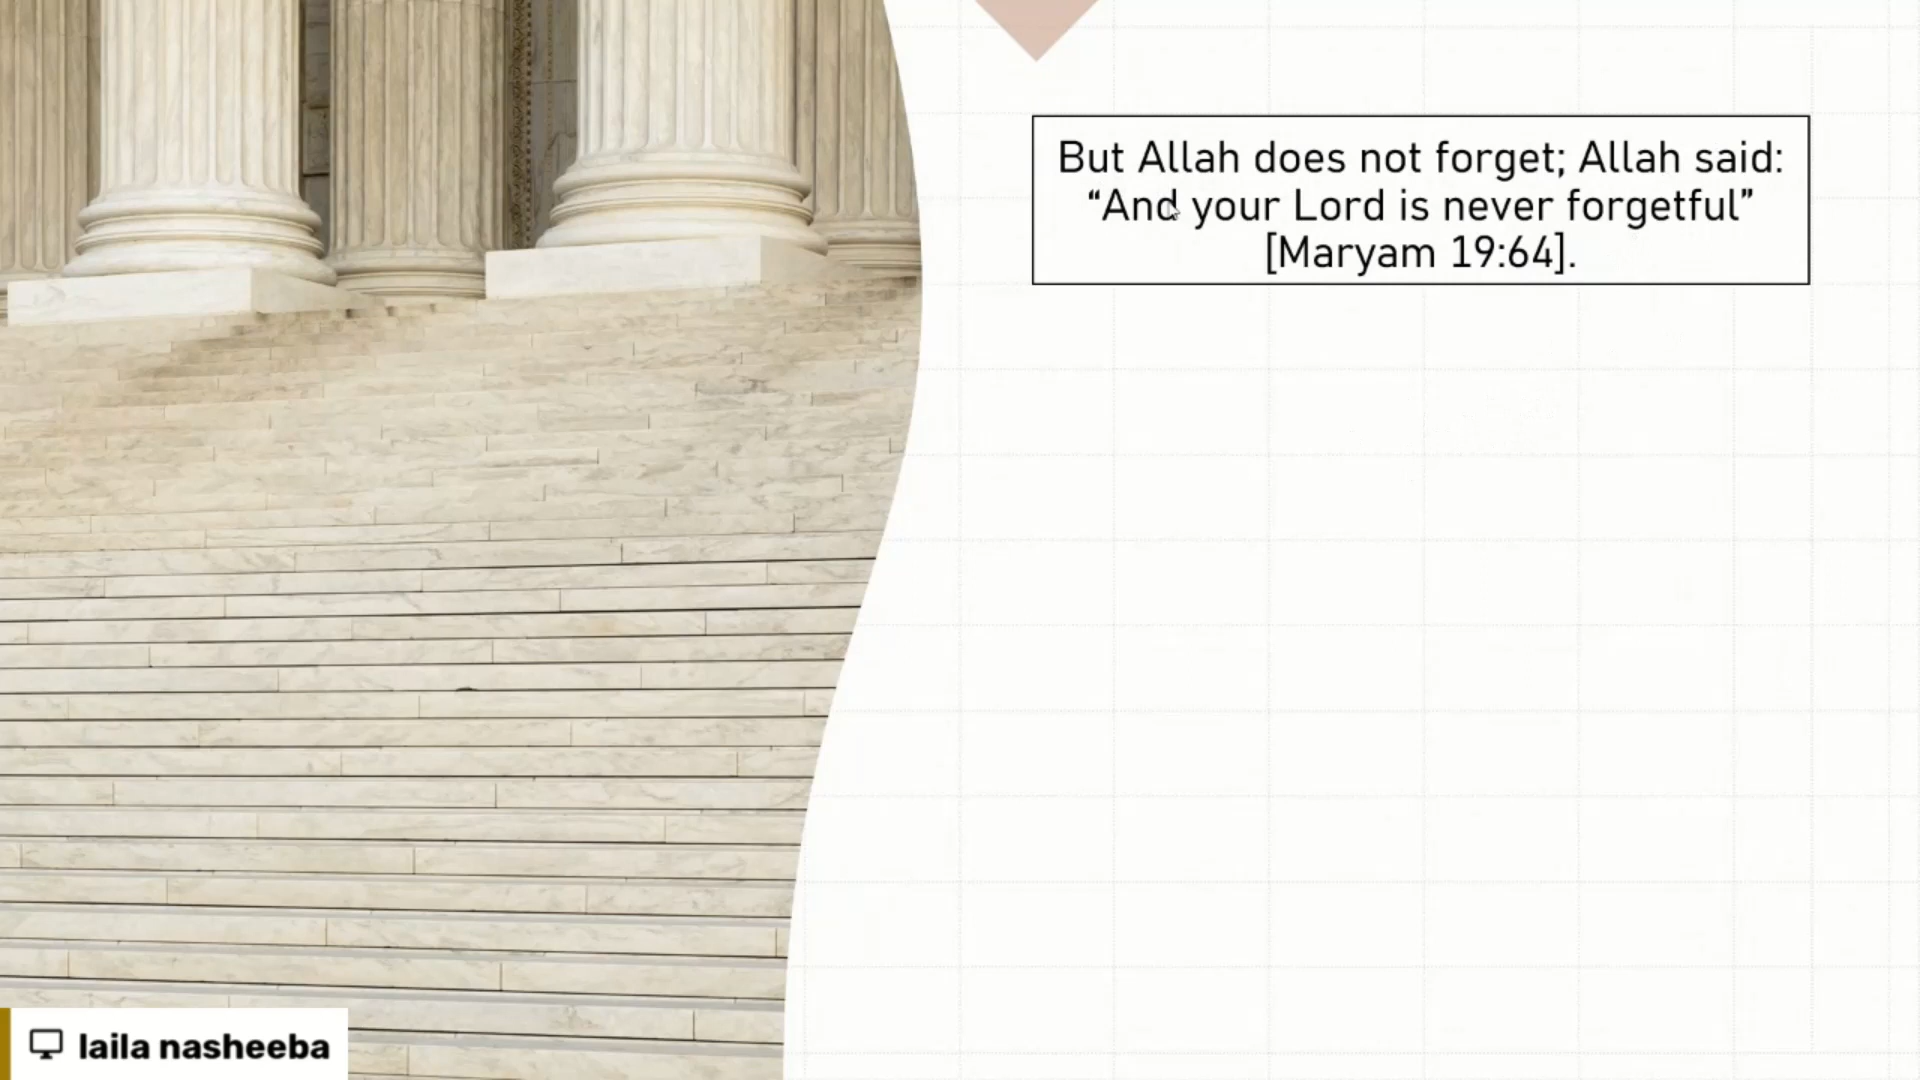 But Allah does not forget; Allah said:
“And your Lord is never forgetful”
[Maryam 19:64].
laila nasheeba